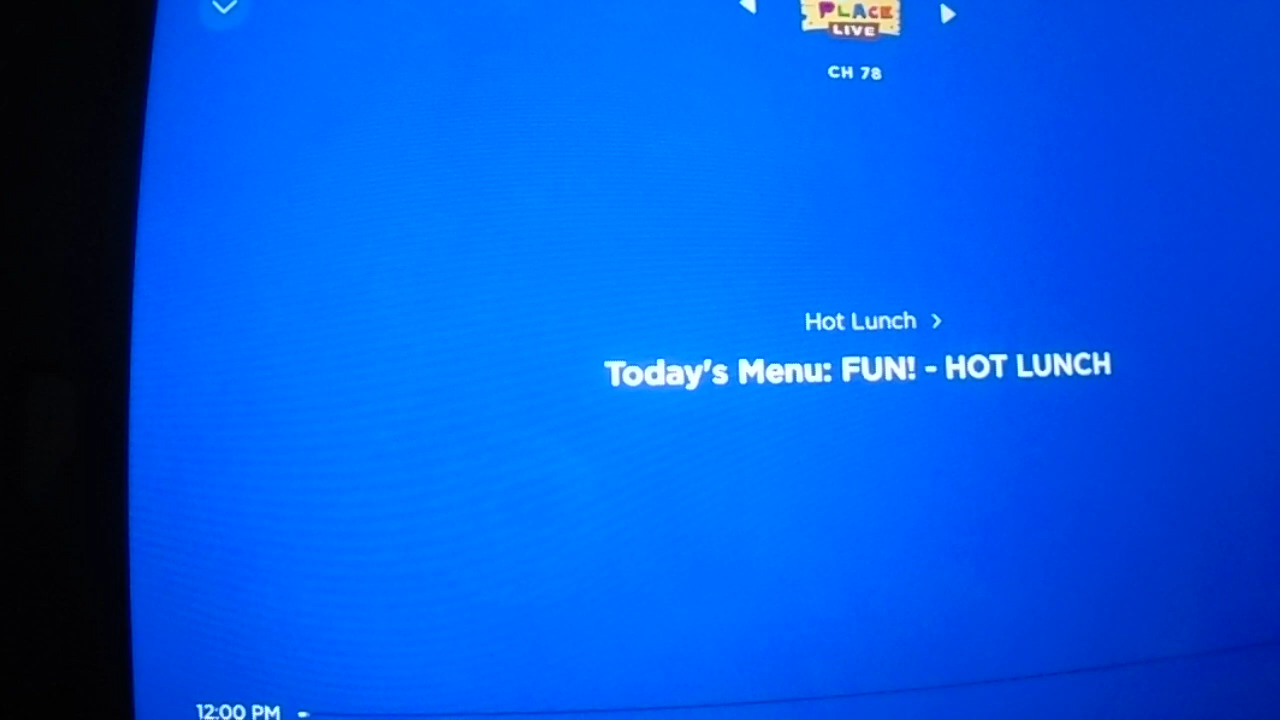 PLACE
LIVE
CH 78
Hot Lunch >
Today's Menu: FUN! - HOT LUNCH
12:00 PM